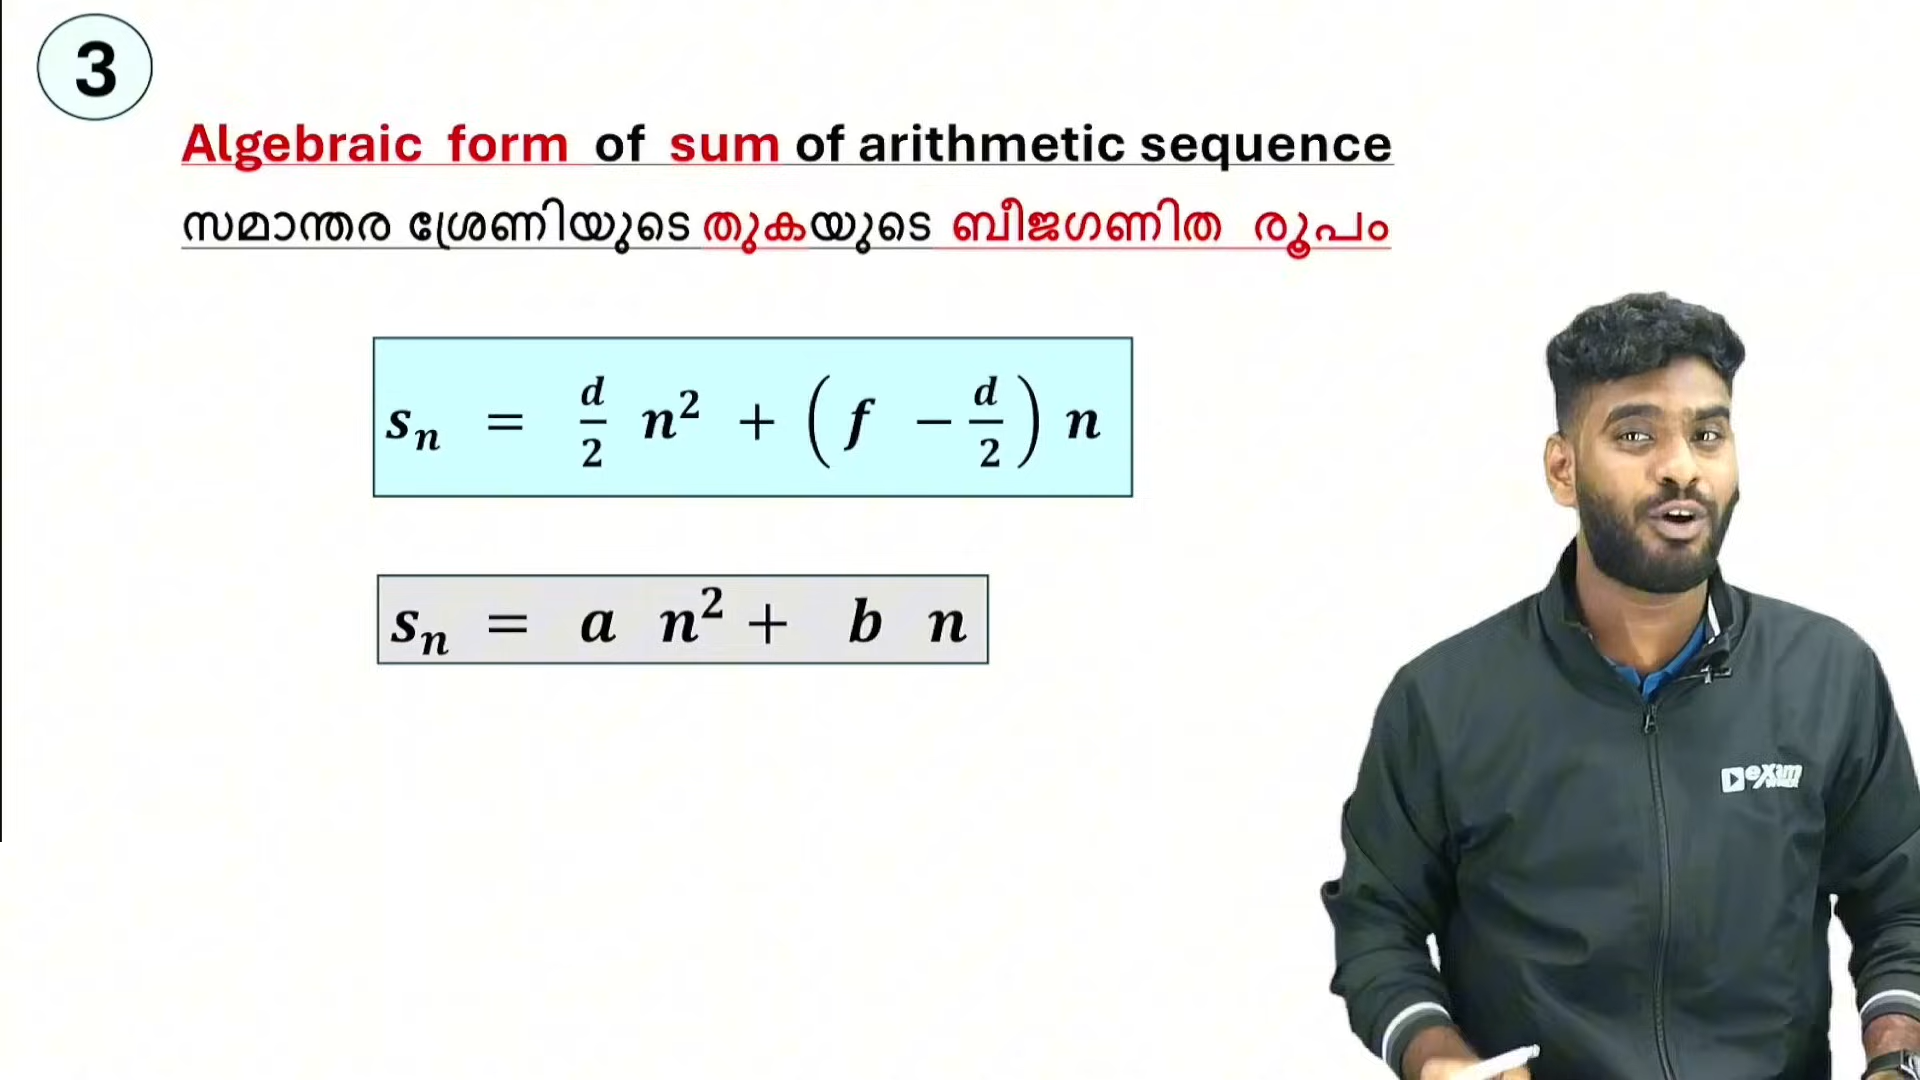 3
Algebraic form of sum of arithmetic sequence
സമാന്തര ശ്രേണിയുടെ തുകയുടെ ബീജഗണിത രൂപം
sₙ = d/2 n² + (f − d/2) n
sₙ = a n² + b n
exam